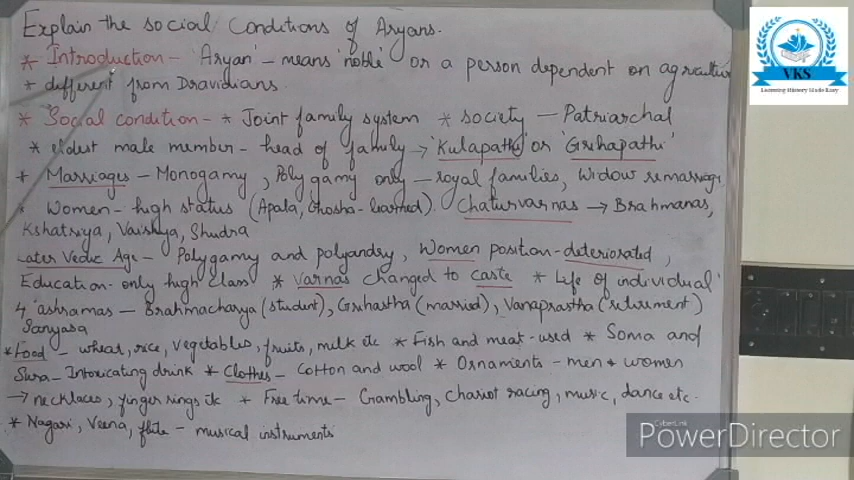 Explain the social Conditions of Aryans.
* Introduction - 'Aryan' - means 'noble' or a person dependent on agricultur
* different from Dravidians.
* Social condition - * Joint family system * society - Patriarchal
* eldest male member - head of family → 'Kulapathi' or 'Grihapathi'
* Marriages - Monogamy, Polygamy only - royal families, Widow remarriage
* Women - high status (Apala, Ghosha - learned). Chaturvarnas → Brahmanas,
Kshatriya, Vaishya, Shudra
Later Vedic Age - Polygamy and polyandry, Women position - deteriorated,
Education - only high class * Varnas changed to caste * Life of individual
4 ashramas - Brahmacharya (student), Grihastha (married), Vanaprastha (retirement)
Sanyasa
* Food - wheat, rice, vegetables, fruits, milk etc * Fish and meat - used * Soma and
Sura - Intoxicating drink * Clothes - Cotton and wool * Ornaments - men & women
→ necklaces, finger rings etc * Free time - Gambling, chariot racing, music, dance etc.
* Nagari, Veena, flute - musical instruments
VKS
Learning History Made Easy
CyberLink
PowerDirector